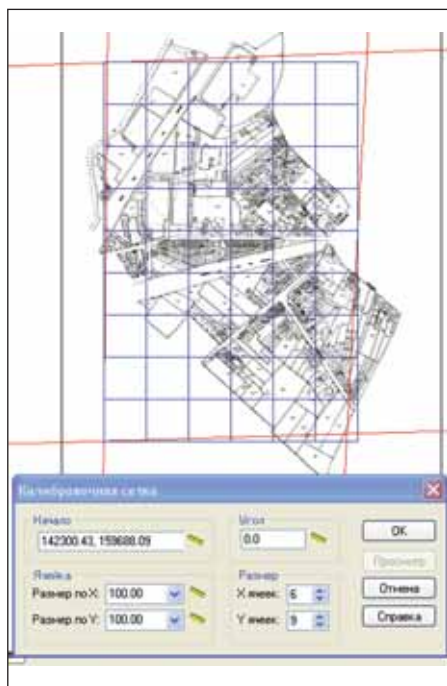 Калибровочная сетка
Начало
142300.43, 159688.09
Угол
0.0
OK
Просмотр
Ячейка
Размер по X: 100.00
Размер по Y: 100.00
Размер
X ячеек: 6
Y ячеек: 9
Отмена
Справка